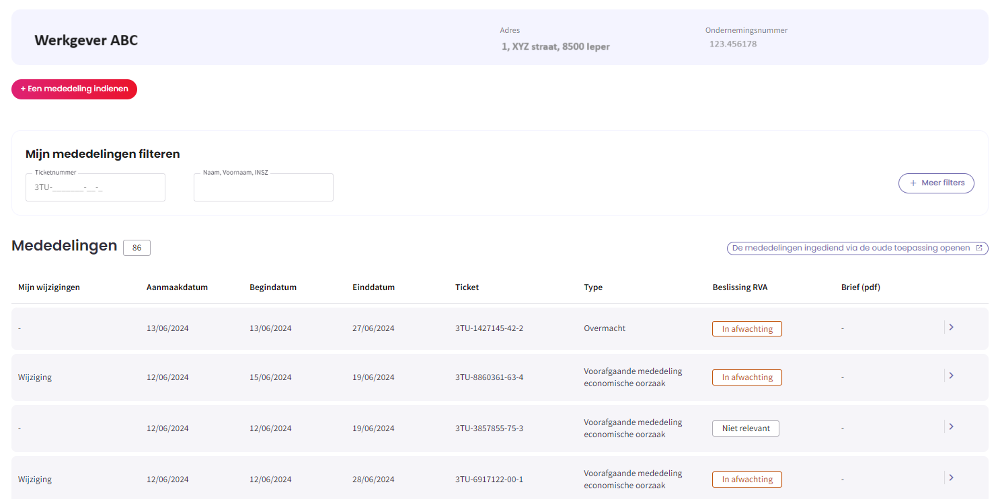 Werkgever ABC
Adres
1, XYZ straat, 8500 Ieper
Ondernemingsnummer
123.456178
+ Een mededeling indienen
Mijn mededelingen filteren
Ticketnummer
3TU-_______-__-_
Naam, Voornaam, INSZ
+ Meer filters
Mededelingen 86
De mededelingen ingediend via de oude toepassing openen
Mijn wijzigingen Aanmaakdatum Begindatum Einddatum Ticket Type Beslissing RVA Brief (pdf)
- 13/06/2024 13/06/2024 27/06/2024 3TU-1427145-42-2 Overmacht In afwachting -
Wijziging 12/06/2024 15/06/2024 19/06/2024 3TU-8860361-63-4 Voorafgaande mededeling
economische oorzaak In afwachting -
- 12/06/2024 12/06/2024 19/06/2024 3TU-3857855-75-3 Voorafgaande mededeling
economische oorzaak Niet relevant -
Wijziging 12/06/2024 12/06/2024 28/06/2024 3TU-6917122-00-1 Voorafgaande mededeling
economische oorzaak In afwachting -